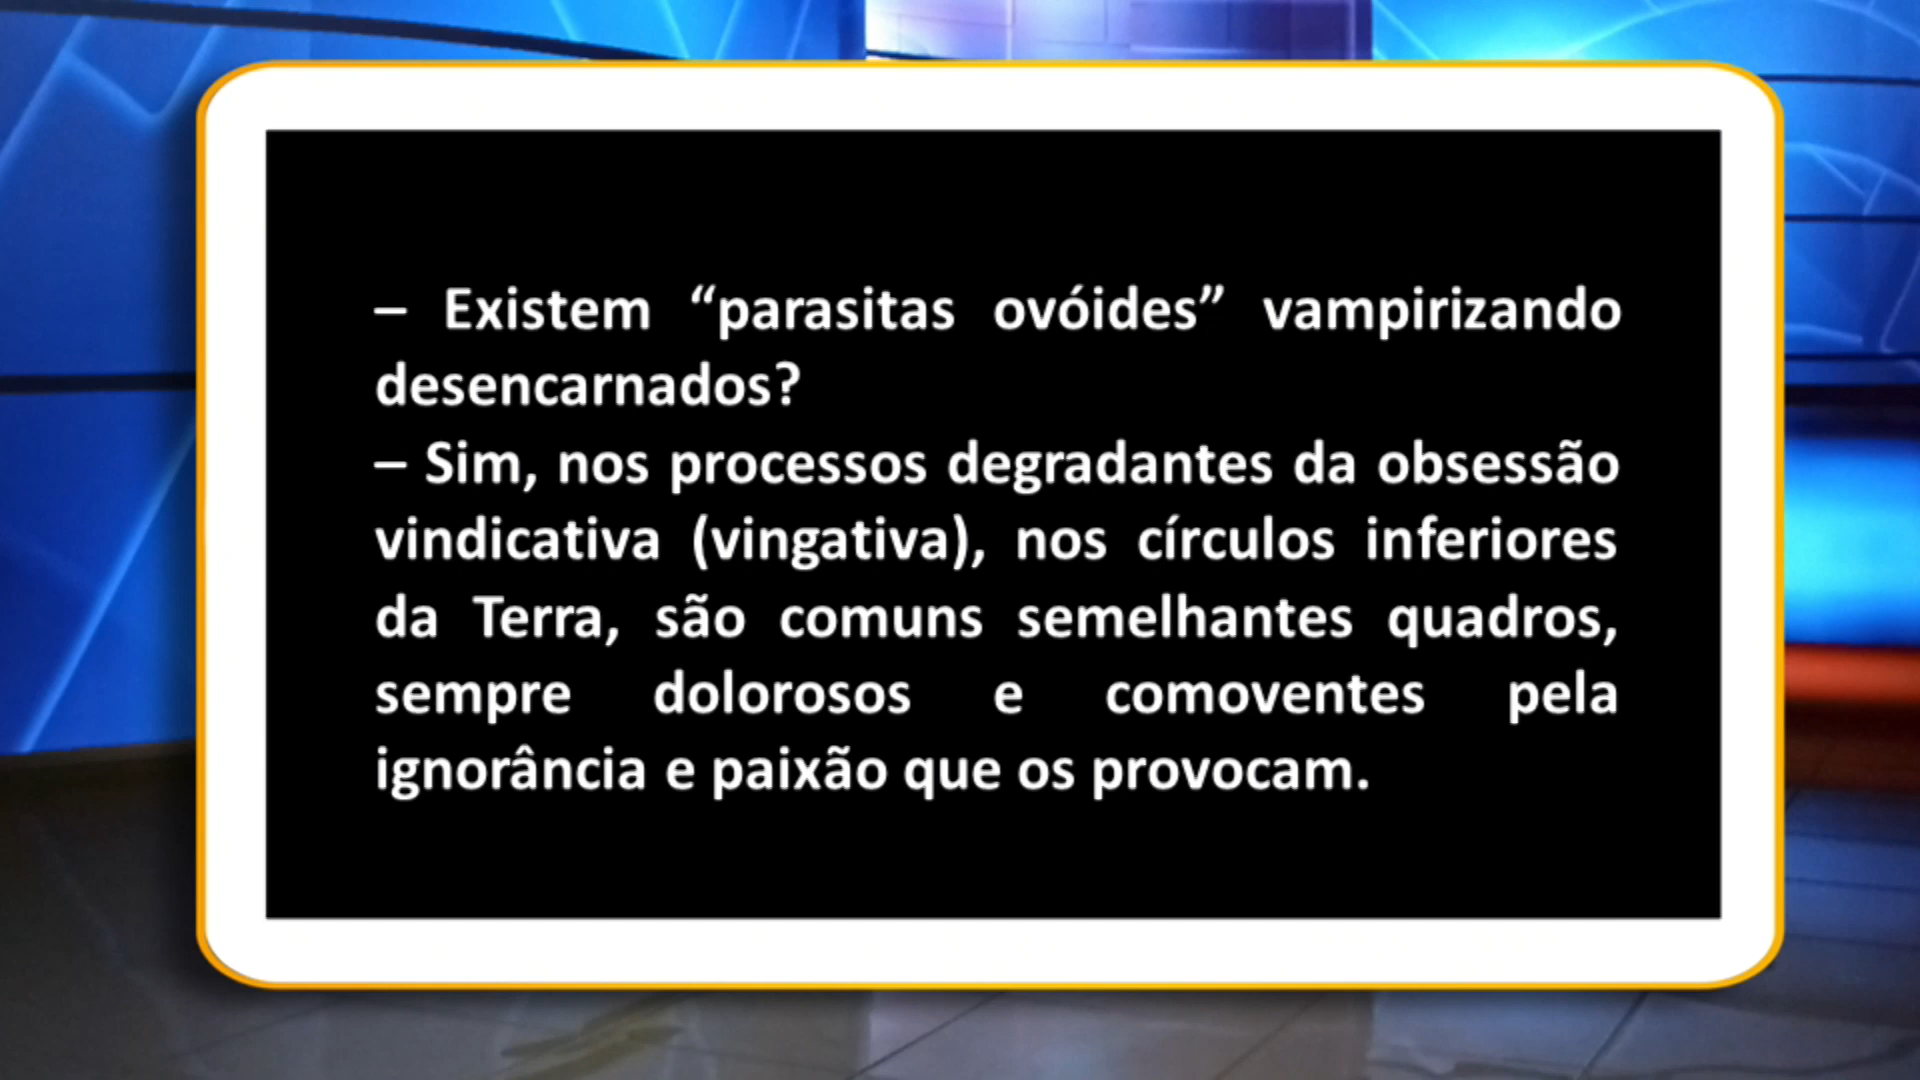 – Existem “parasitas ovóides” vampirizando
desencarnados?
– Sim, nos processos degradantes da obsessão
vindicativa (vingativa), nos círculos inferiores
da Terra, são comuns semelhantes quadros,
sempre dolorosos e comoventes pela
ignorância e paixão que os provocam.